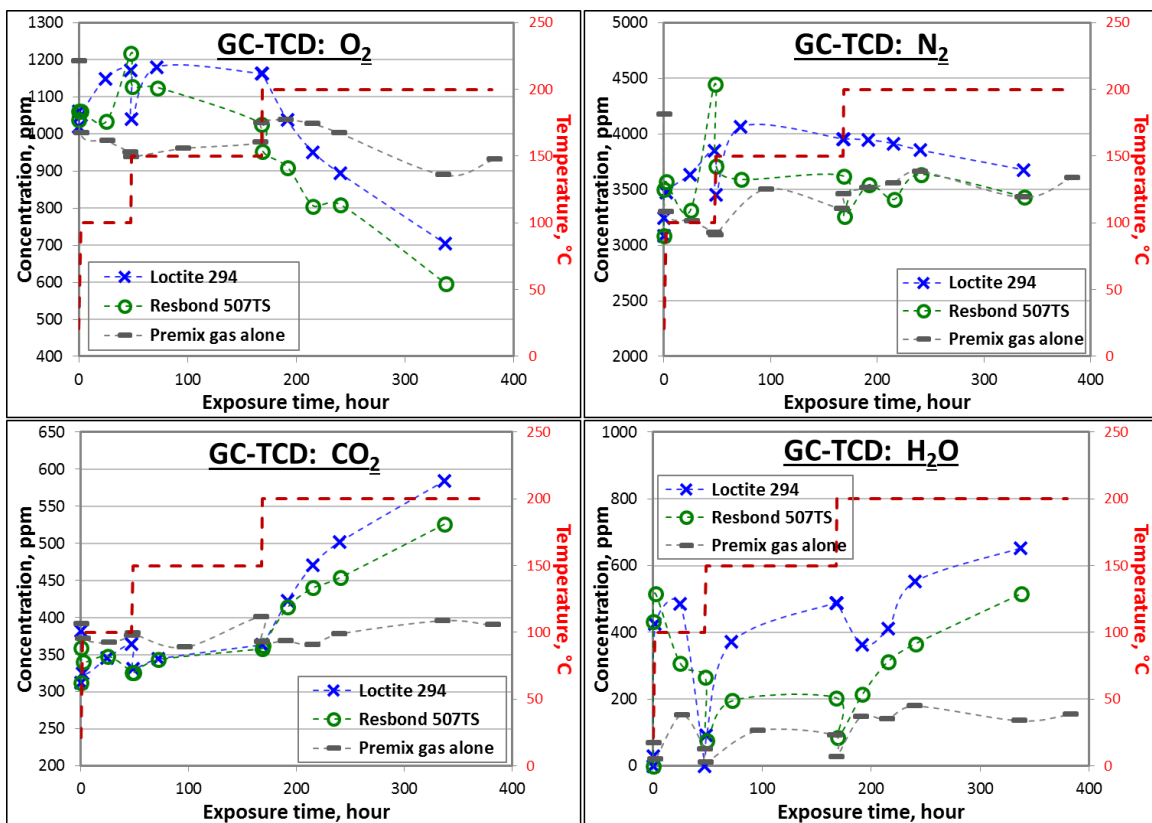 GC-TCD: O2
Concentration, ppm
1300
1200
1100
1000
900
800
700
600
500
400
250
200
150
100
50
0
Temperature, °C
Loctite 294
Resbond 507TS
Premix gas alone
0 100 200 300 400
Exposure time, hour
GC-TCD: N2
Concentration, ppm
5000
4500
4000
3500
3000
2500
2000
250
200
150
100
50
0
Temperature, °C
Loctite 294
Resbond 507TS
Premix gas alone
0 100 200 300 400
Exposure time, hour
GC-TCD: CO2
Concentration, ppm
650
600
550
500
450
400
350
300
250
200
250
200
150
100
50
0
Temperature, °C
Loctite 294
Resbond 507TS
Premix gas alone
0 100 200 300 400
Exposure time, hour
GC-TCD: H2O
Concentration, ppm
1000
800
600
400
200
0
250
200
150
100
50
0
Temperature, °C
Loctite 294
Resbond 507TS
Premix gas alone
0 100 200 300 400
Exposure time, hour